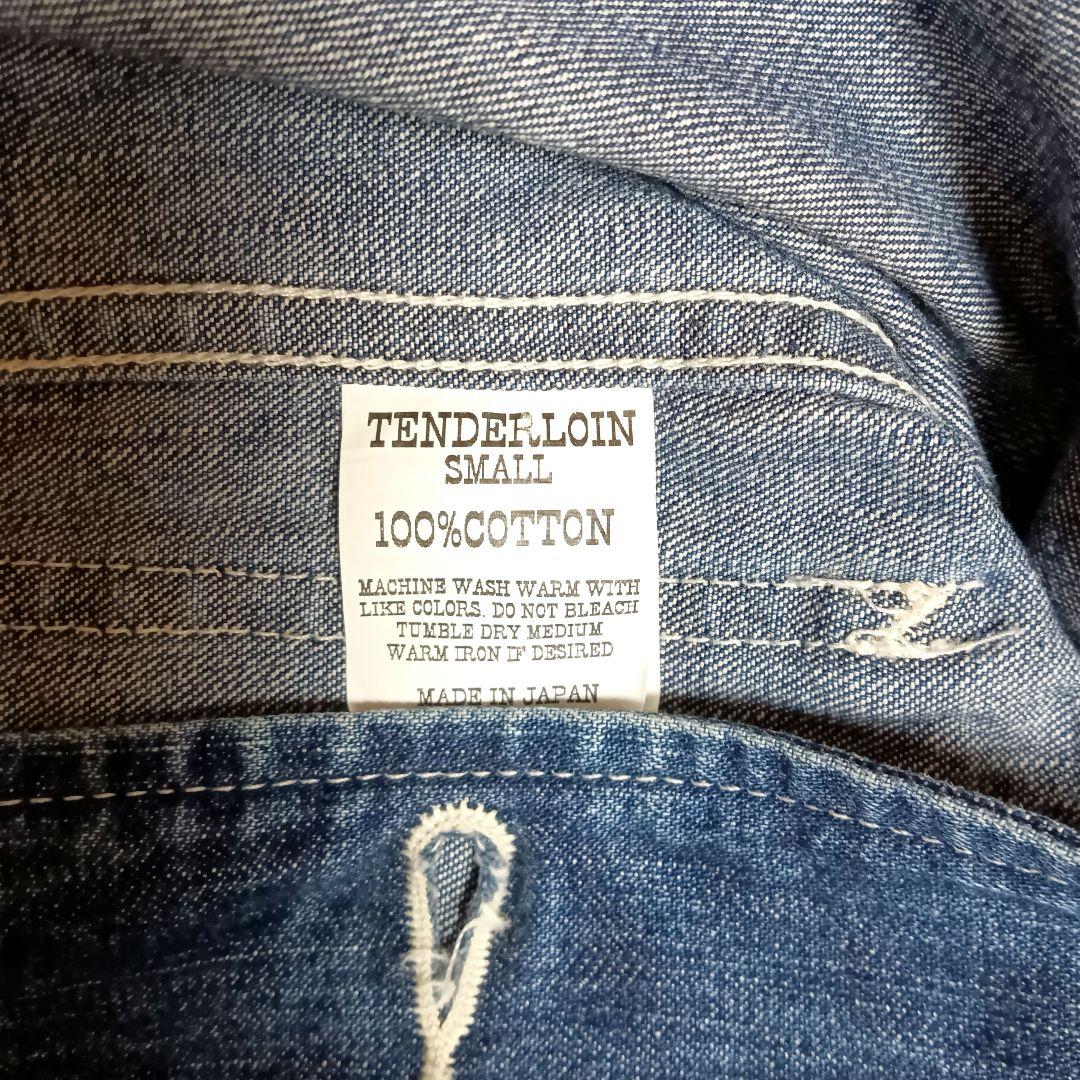 TENDERLOIN
SMALL
100%COTTON
MACHINE WASH WARM WITH
LIKE COLORS. DO NOT BLEACH
TUMBLE DRY MEDIUM
WARM IRON IF DESIRED
MADE IN JAPAN